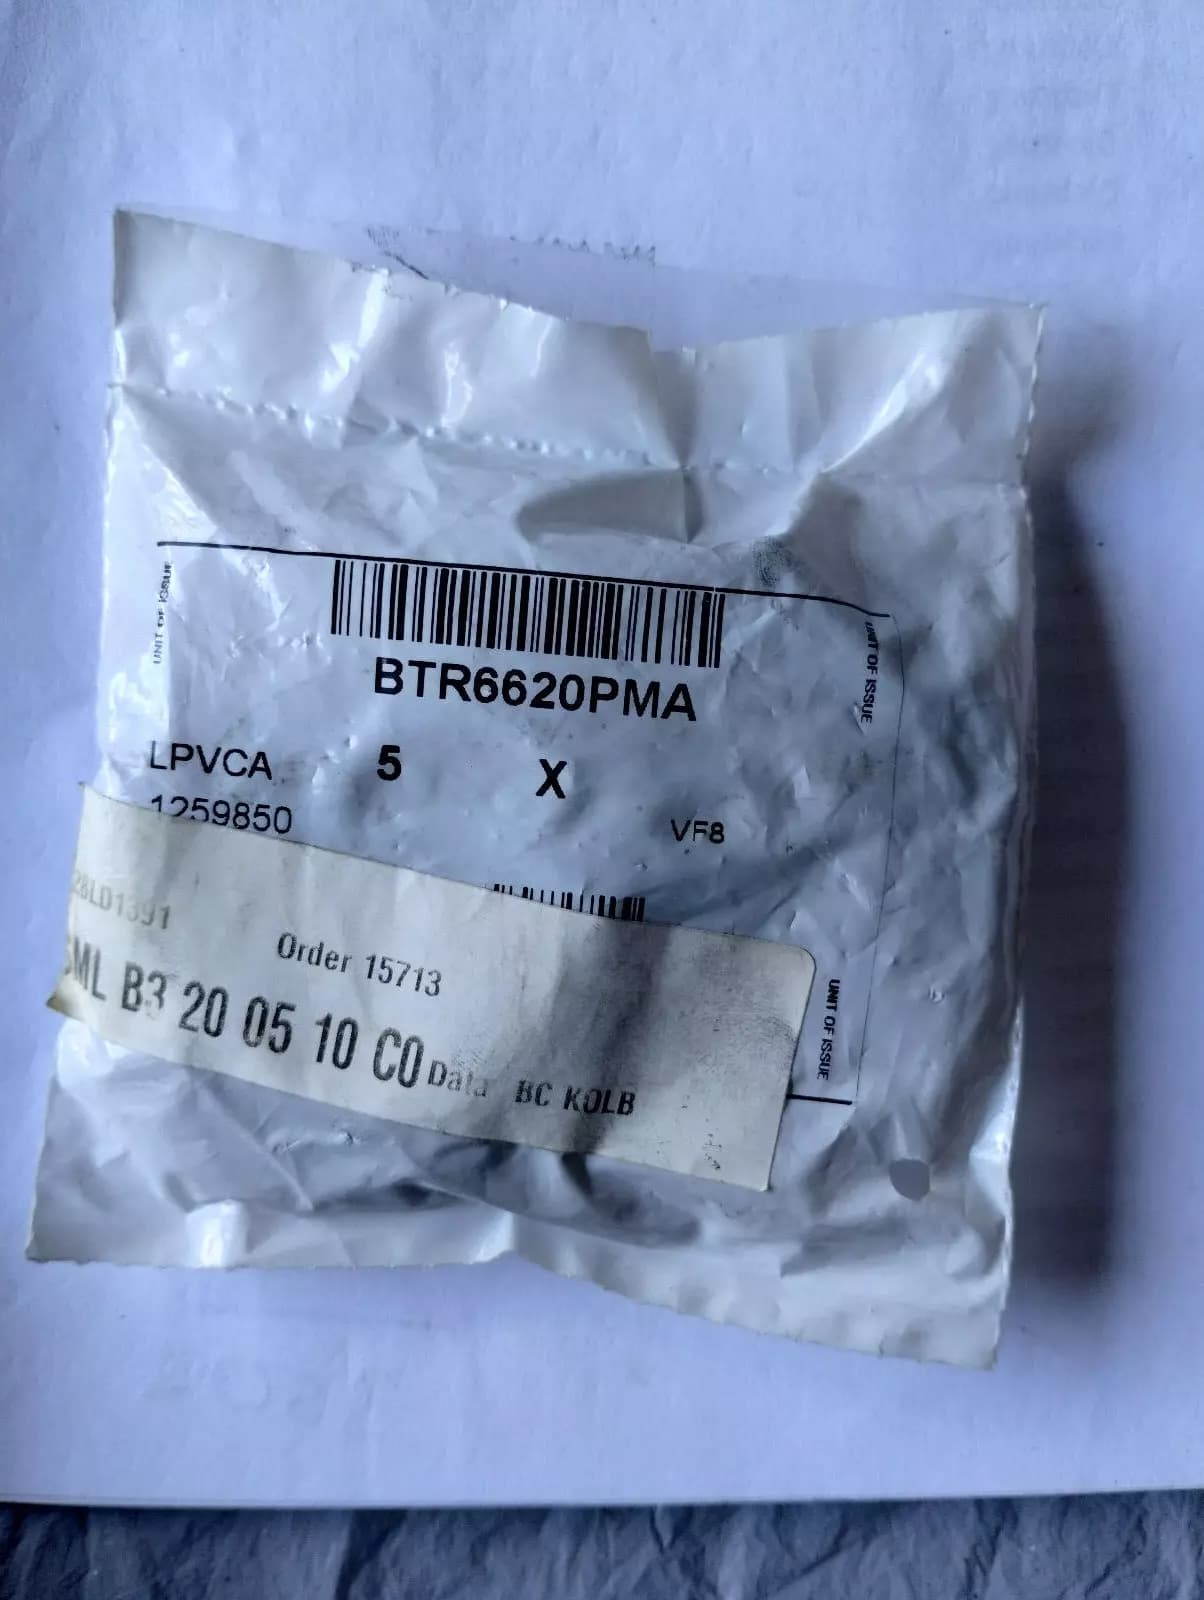 UNIT OF ISSUE
BTR6620PMA
UNIT OF ISSUE
LPVCA 5 X
1259850 VF8
28LD1391
Order 15713
SML B3 20 05 10 C0 Data BC KOLB
UNIT OF ISSUE